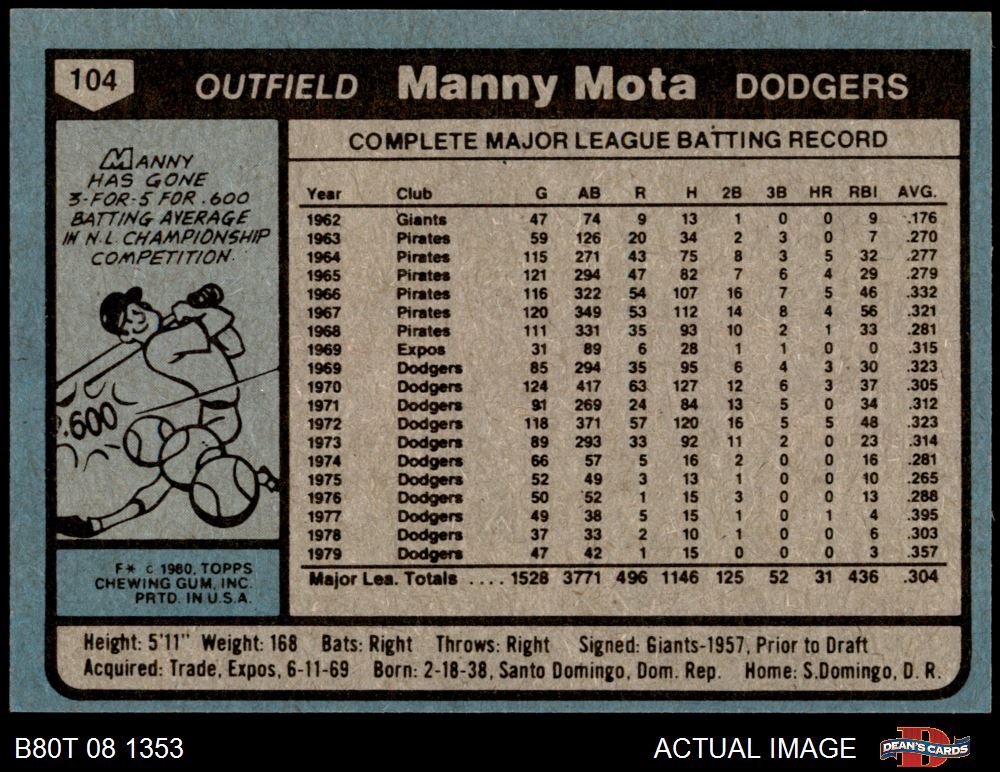 104 OUTFIELD Manny Mota DODGERS
MANNY
HAS GONE
3-FOR-5 FOR .600
BATTING AVERAGE
IN N.L. CHAMPIONSHIP
COMPETITION.
.600
F* © 1980, TOPPS
CHEWING GUM, INC.
PRTD. IN U.S.A.
COMPLETE MAJOR LEAGUE BATTING RECORD
Year Club G AB R H 2B 3B HR RBI AVG.
1962 Giants 47 74 9 13 1 0 0 9 .176
1963 Pirates 59 126 20 34 2 3 0 7 .270
1964 Pirates 115 271 43 75 8 3 5 32 .277
1965 Pirates 121 294 47 82 7 6 4 29 .279
1966 Pirates 116 322 54 107 16 7 5 46 .332
1967 Pirates 120 349 53 112 14 8 4 56 .321
1968 Pirates 111 331 35 93 10 2 1 33 .281
1969 Expos 31 89 6 28 1 1 0 0 .315
1969 Dodgers 85 294 35 95 6 4 3 30 .323
1970 Dodgers 124 417 63 127 12 6 3 37 .305
1971 Dodgers 91 269 24 84 13 5 0 34 .312
1972 Dodgers 118 371 57 120 16 5 5 48 .323
1973 Dodgers 89 293 33 92 11 2 0 23 .314
1974 Dodgers 66 57 5 16 2 0 0 16 .281
1975 Dodgers 52 49 3 13 1 0 0 10 .265
1976 Dodgers 50 52 1 15 3 0 0 13 .288
1977 Dodgers 49 38 5 15 1 0 1 4 .395
1978 Dodgers 37 33 2 10 1 0 0 6 .303
1979 Dodgers 47 42 1 15 0 0 0 3 .357
Major Lea. Totals .... 1528 3771 496 1146 125 52 31 436 .304
Height: 5'11" Weight: 168 Bats: Right Throws: Right Signed: Giants-1957, Prior to Draft
Acquired: Trade, Expos, 6-11-69 Born: 2-18-38, Santo Domingo, Dom. Rep. Home: S.Domingo, D. R.
B80T 08 1353 ACTUAL IMAGE DEAN'S CARDS